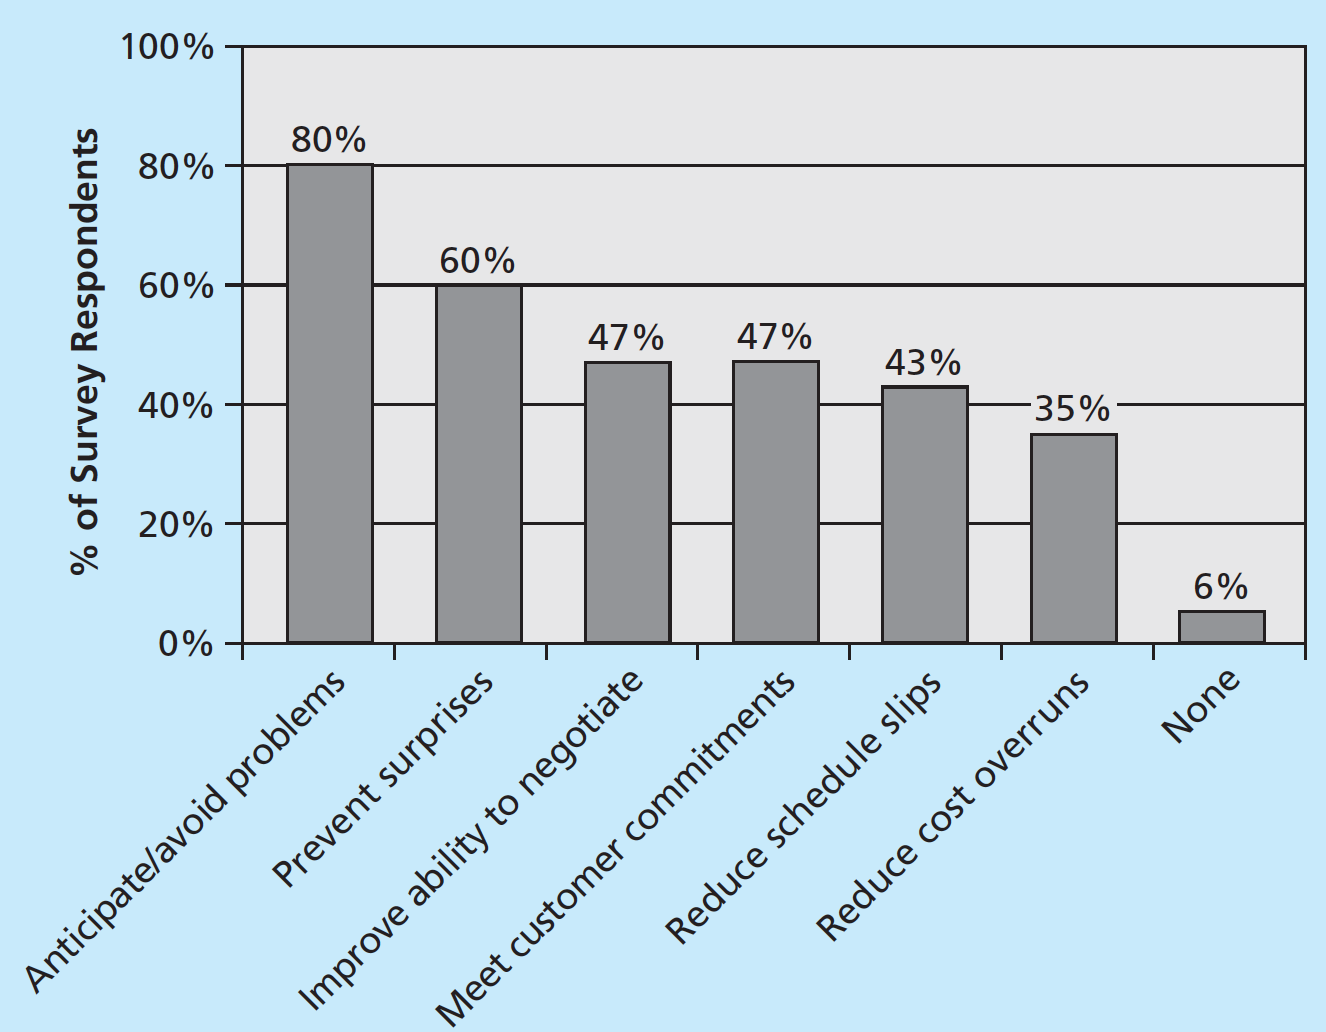 100%
80%
60%
40%
20%
0%
% of Survey Respondents
80%
60%
47%
47%
43%
35%
6%
Anticipate/avoid problems
Prevent surprises
Improve ability to negotiate
Meet customer commitments
Reduce schedule slips
Reduce cost overruns
None